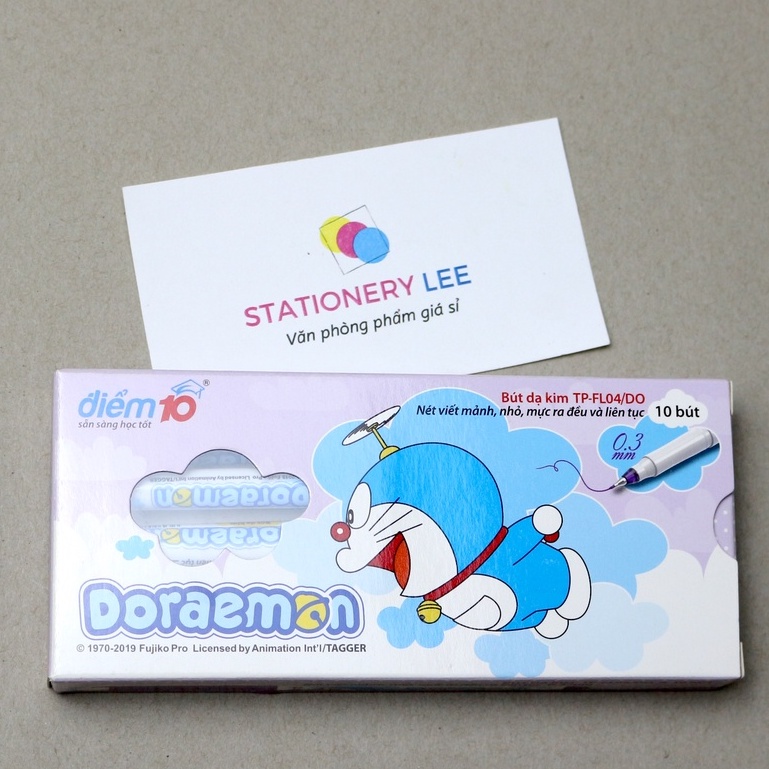 STATIONERY LEE
Văn phòng phẩm giá sỉ
điểm 10®
sẵn sàng học tốt
Bút dạ kim TP-FL04/DO
Nét viết mảnh, nhỏ, mực ra đều và liên tục
10 bút
0.3
mm
Doraemon
Doraemon
Doraemon
© 1970-2019 Fujiko Pro Licensed by Animation Int'l/TAGGER